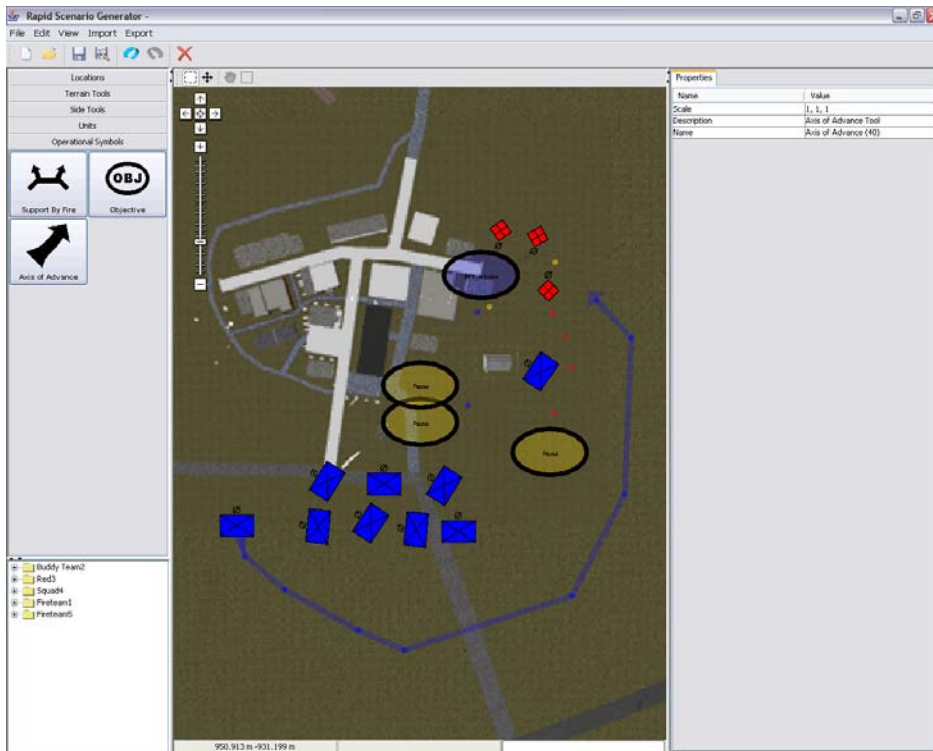 Rapid Scenario Generator -
File Edit View Import Export
Locations
Terrain Tools
Side Tools
Units
Operational Symbols
Support By Fire
OBJ
Objective
Axis of Advance
Buddy Team2
Red3
Squad4
Fireteam1
Fireteam5
Pause
Pause
Pause
950.913 m -931.199 m
Properties
Name Value
Scale 1, 1, 1
Description Axis of Advance Tool
Name Axis of Advance (40)